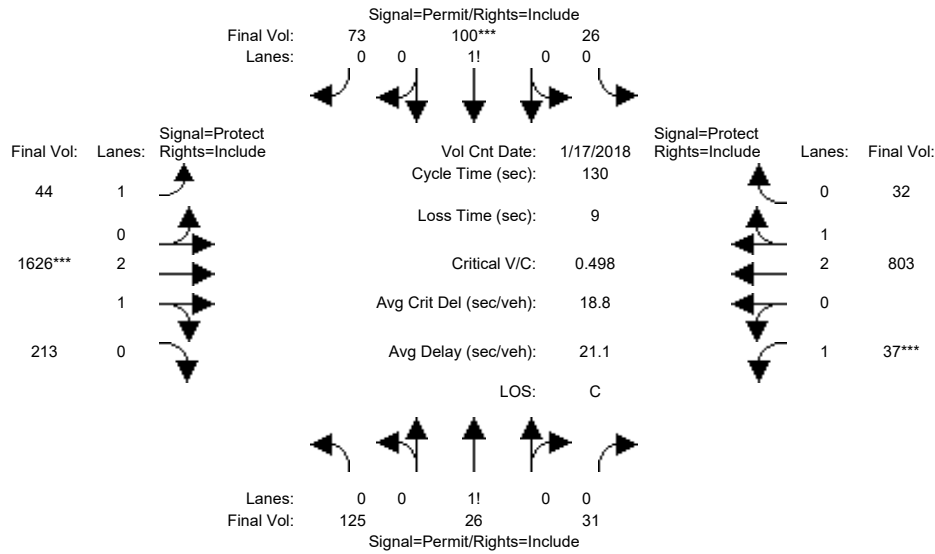 Signal=Permit/Rights=Include
Final Vol: 73 100*** 26
Lanes: 0 0 1! 0 0
Signal=Protect Signal=Protect
Final Vol: Lanes: Rights=Include Vol Cnt Date: 1/17/2018 Rights=Include Lanes: Final Vol:
Cycle Time (sec): 130
44 1 0 32
Loss Time (sec): 9
0 1
1626*** 2 Critical V/C: 0.498 2 803
1 Avg Crit Del (sec/veh): 18.8 0
213 0 Avg Delay (sec/veh): 21.1 1 37***
LOS: C
Lanes: 0 0 1! 0 0
Final Vol: 125 26 31
Signal=Permit/Rights=Include